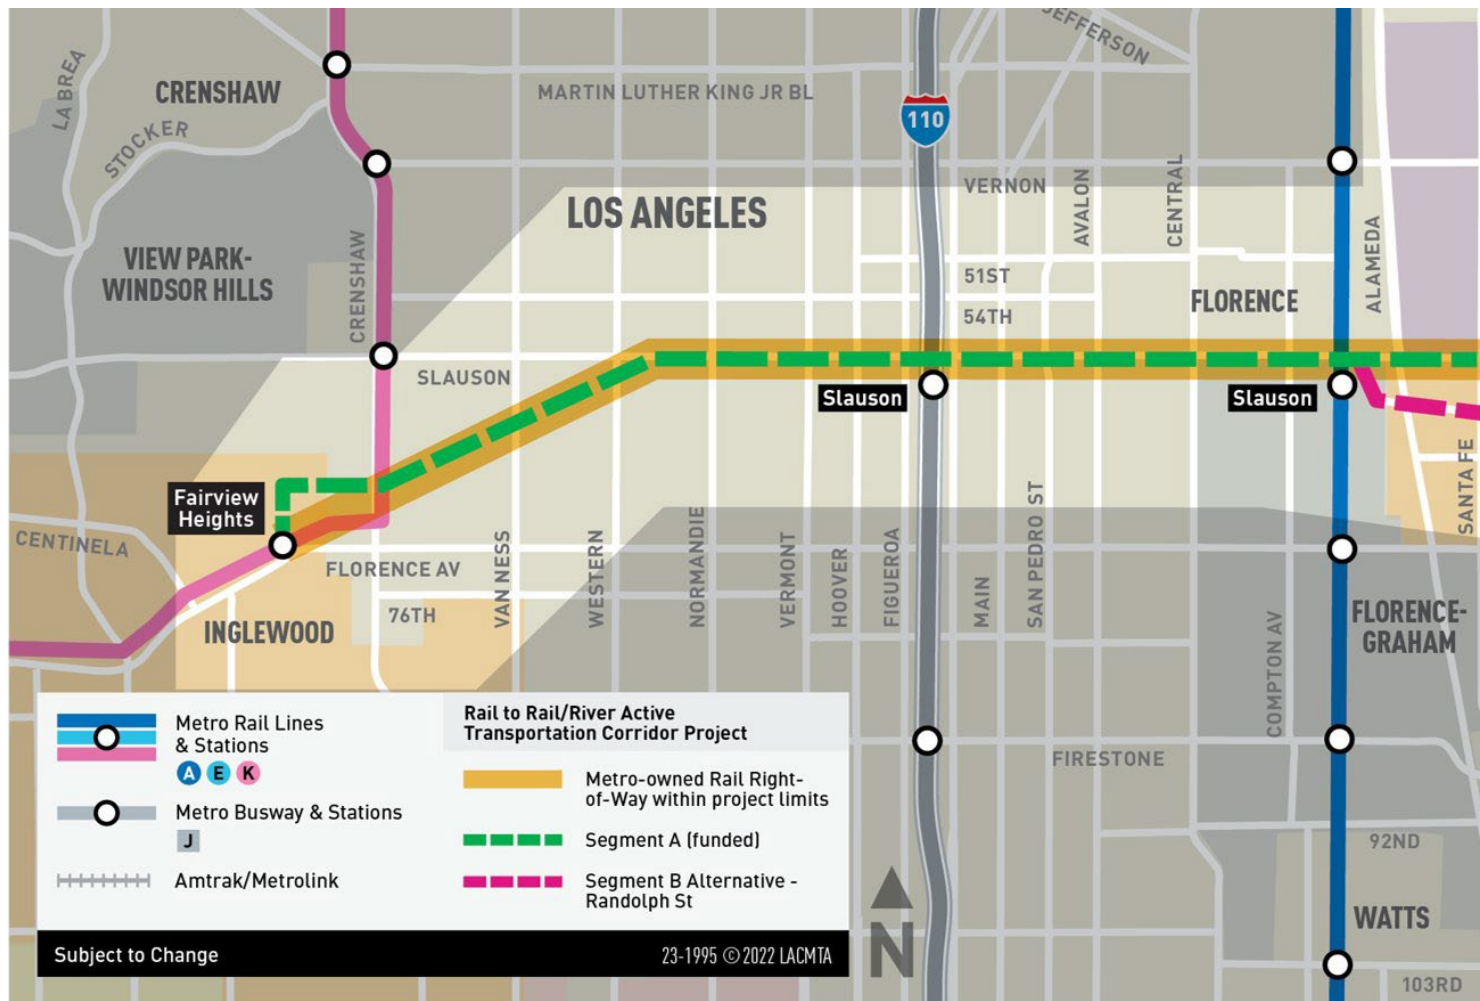 JEFFERSON
LA BREA
CRENSHAW
MARTIN LUTHER KING JR BL
110
STOCKER
VERNON
AVALON
CENTRAL
LOS ANGELES
ALAMEDA
VIEW PARK-
WINDSOR HILLS
CRENSHAW
51ST
FLORENCE
54TH
SLAUSON
Slauson
Slauson
SANTA FE
Fairview
Heights
CENTINELA
FLORENCE AV
VAN NESS
WESTERN
NORMANDIE
VERMONT
HOOVER
FIGUEROA
MAIN
SAN PEDRO ST
76TH
INGLEWOOD
COMPTON AV
FLORENCE-
GRAHAM
FIRESTONE
92ND
WATTS
103RD
N
Metro Rail Lines
& Stations
A E K
Metro Busway & Stations
J
Amtrak/Metrolink
Rail to Rail/River Active
Transportation Corridor Project
Metro-owned Rail Right-
of-Way within project limits
Segment A (funded)
Segment B Alternative -
Randolph St
Subject to Change
23-1995 ©2022 LACMTA